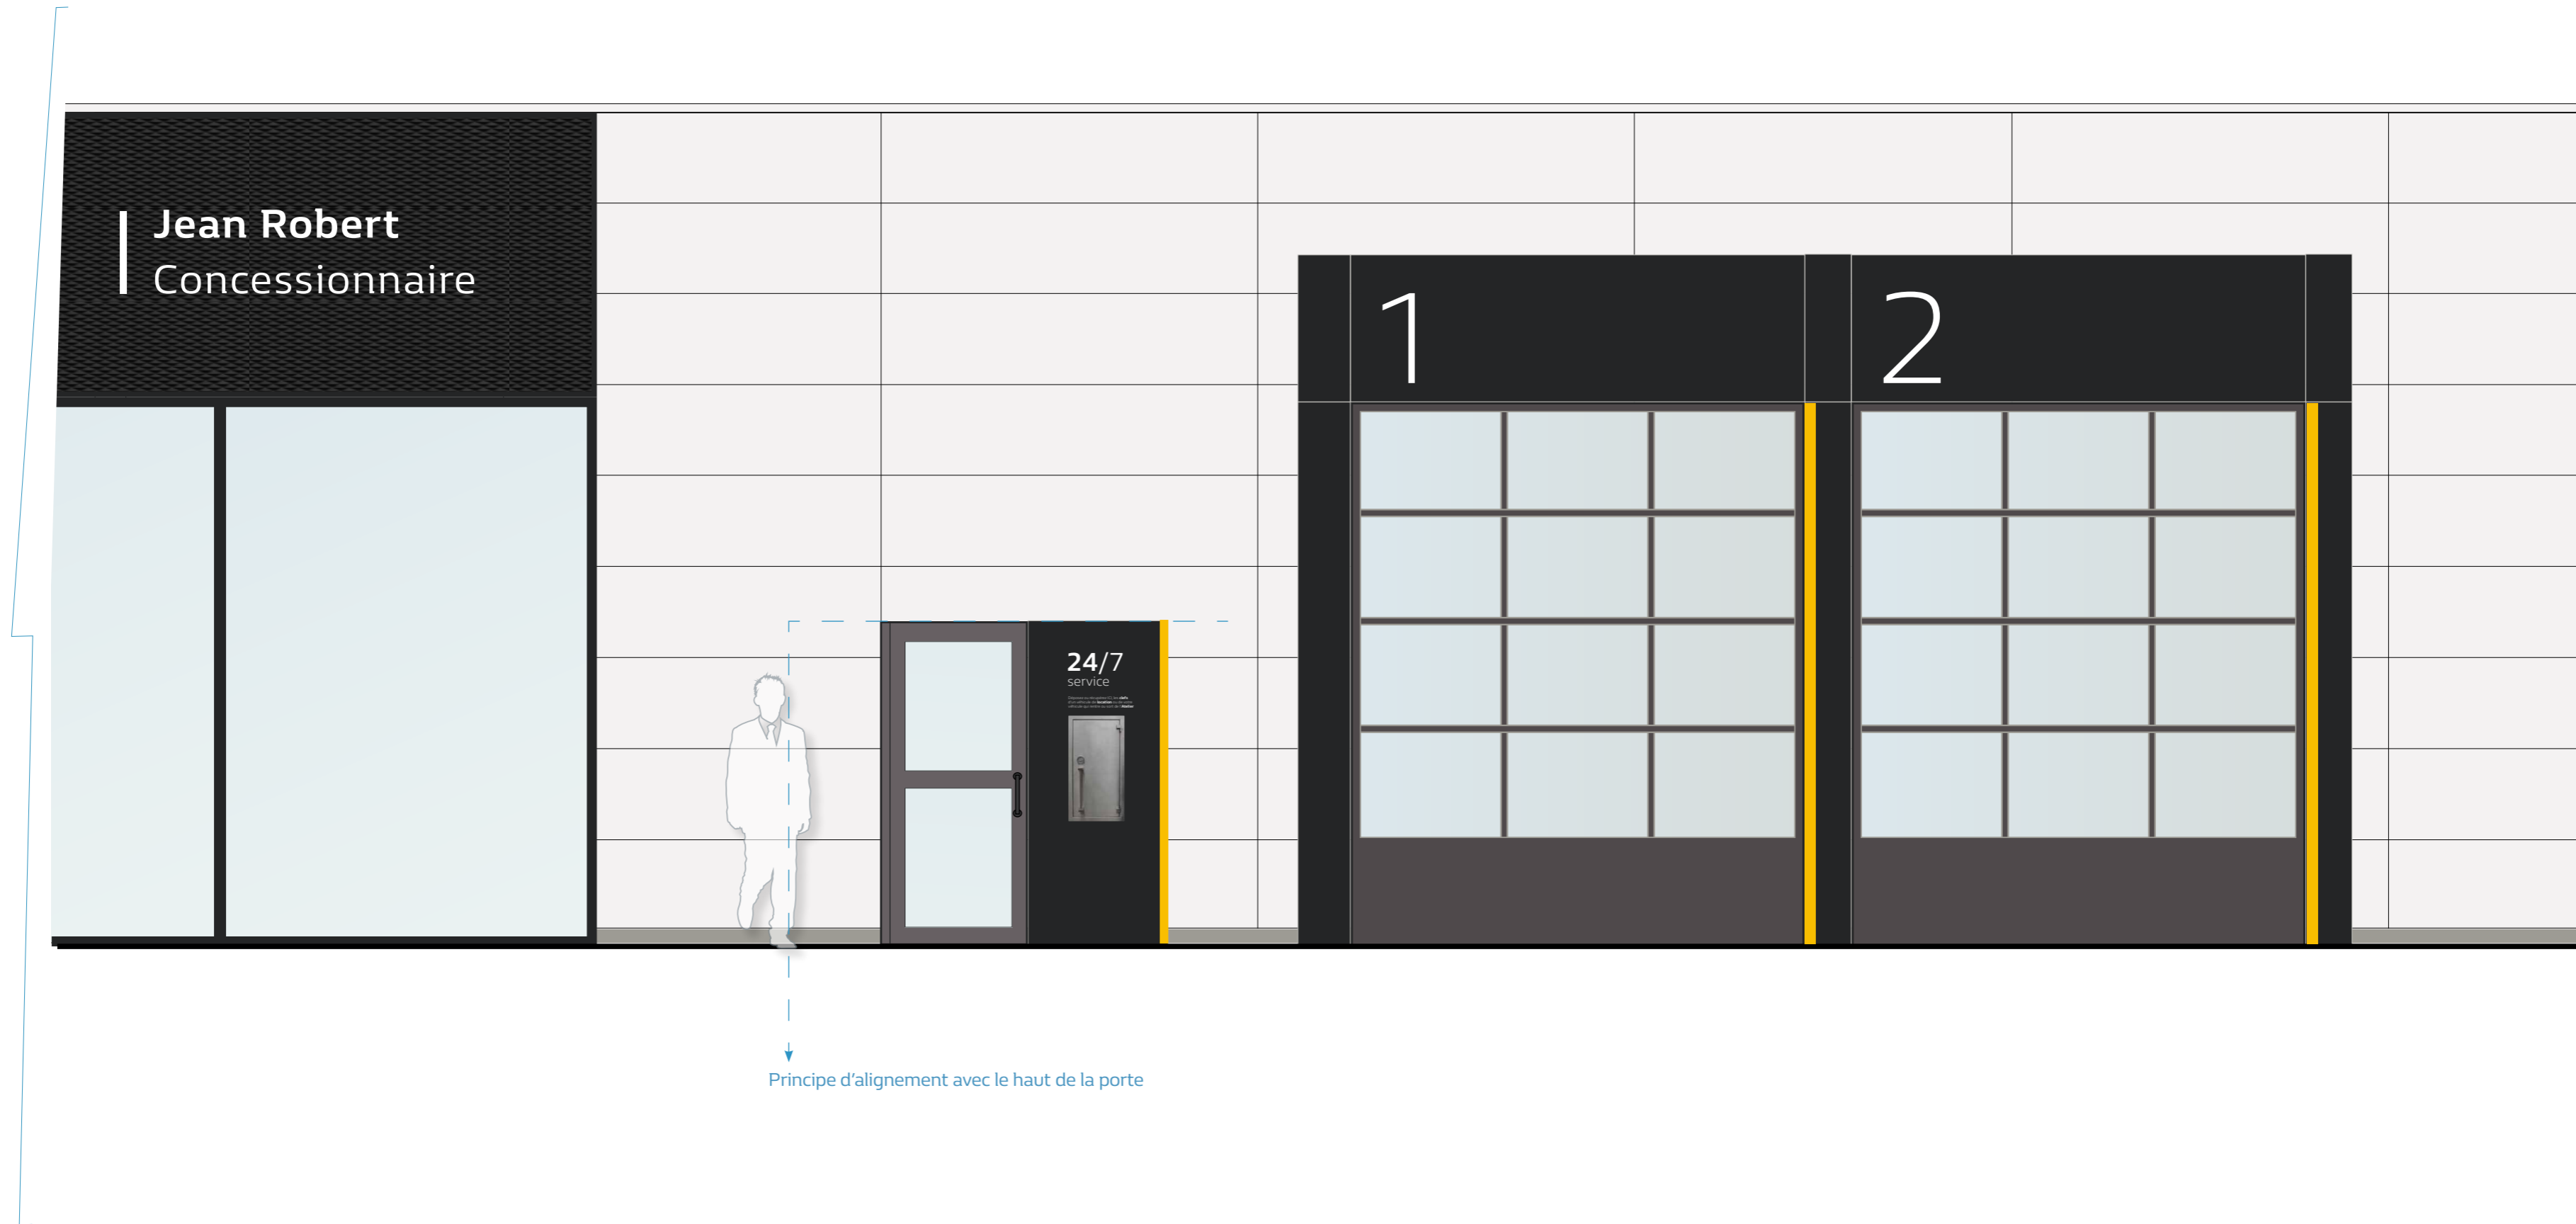 Jean Robert
Concessionnaire
1
2
24/7
service
Principe d'alignement avec le haut de la porte